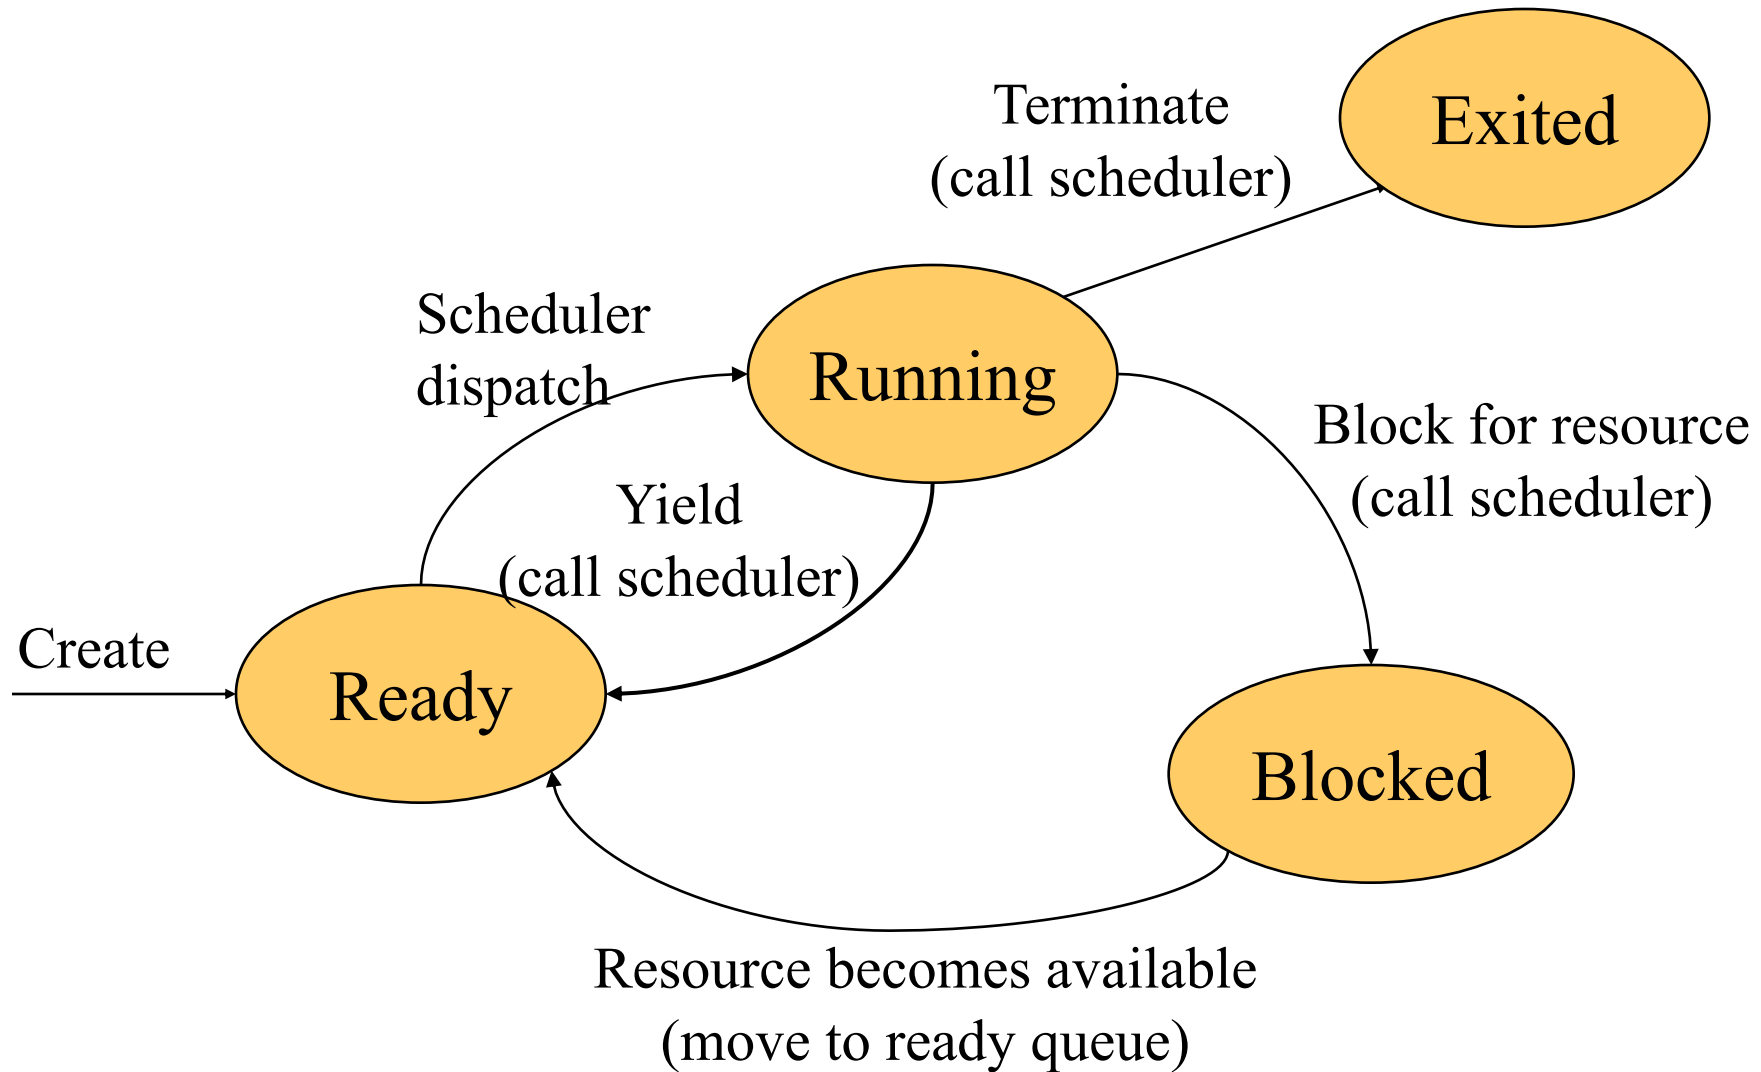 Terminate
(call scheduler)
Exited
Scheduler
dispatch
Running
Block for resource
(call scheduler)
Yield
(call scheduler)
Create
Ready
Blocked
Resource becomes available
(move to ready queue)